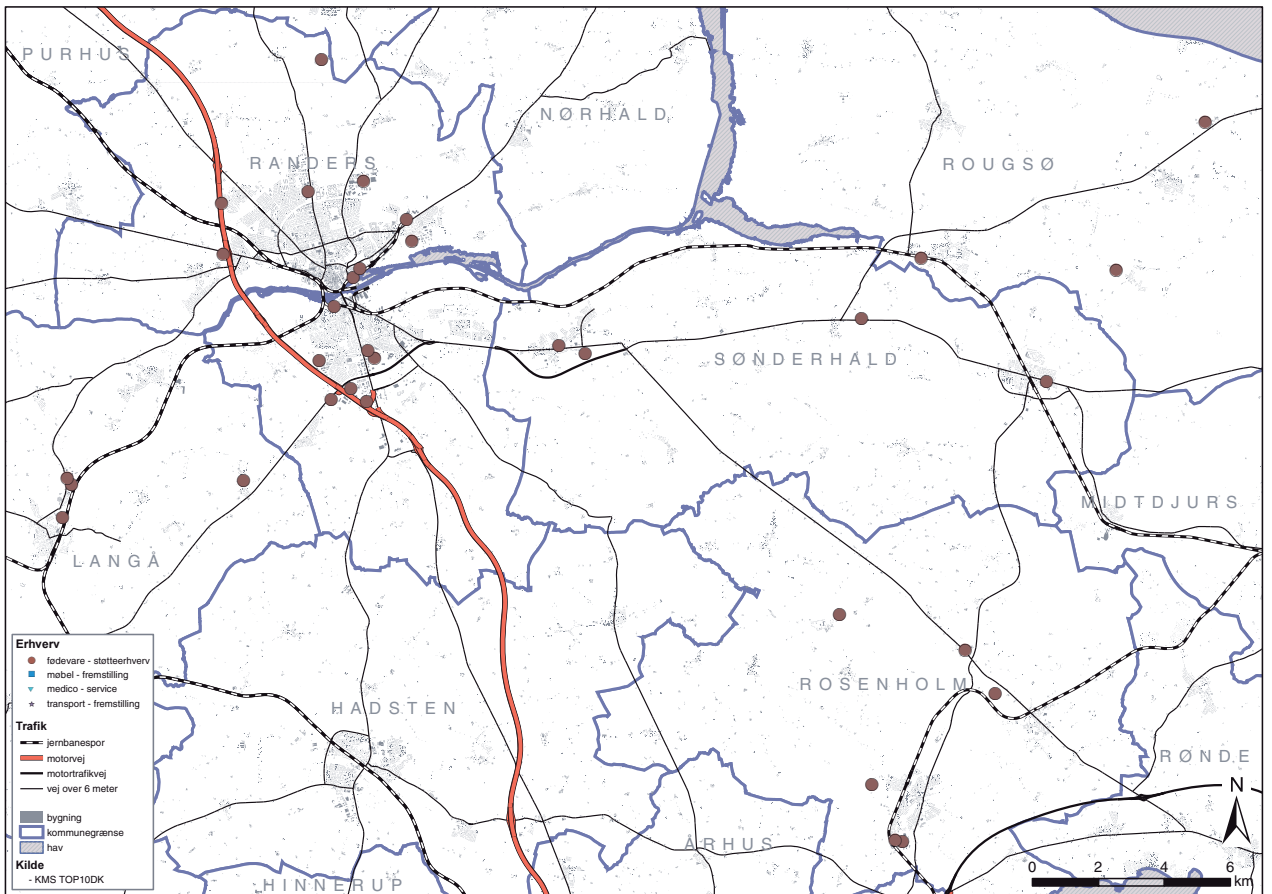 PURHUS
NØRHALD
RANDERS
ROUGSØ
SØNDERHALD
MIDTDJURS
LANGÅ
ROSENHOLM
HADSTEN
RØNDE
ÅRHUS
HINNERUP
Erhverv
fødevare - støtteerhverv
møbel - fremstilling
medico - service
transport - fremstilling
Trafik
jernbanespor
motorvej
motortrafikvej
vej over 6 meter
bygning
kommunegrænse
hav
Kilde
- KMS TOP10DK
N
0 2 4 6
km